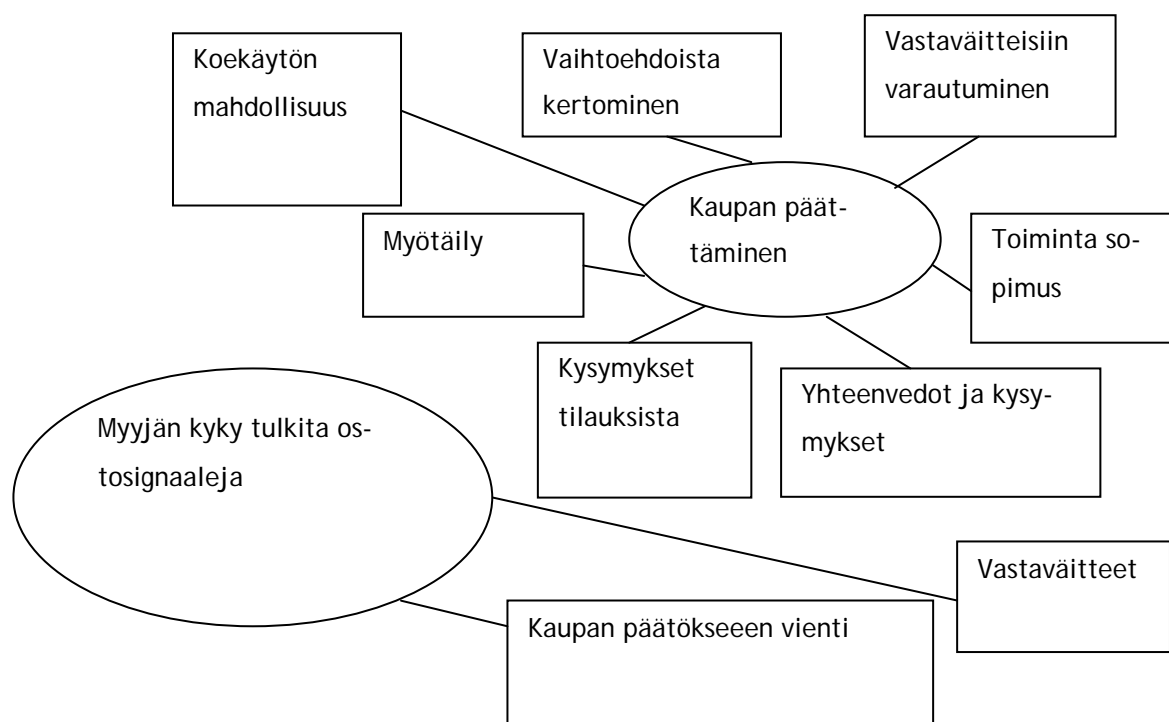 Koekäytön
mahdollisuus
Vaihtoehdoista
kertominen
Vastaväitteisiin
varautuminen
Kaupan päät-
täminen
Myötäily
Toiminta so-
pimus
Kysymykset
tilauksista
Yhteenvedot ja kysy-
mykset
Myyjän kyky tulkita os-
tosignaaleja
Vastaväitteet
Kaupan päätökseeen vienti